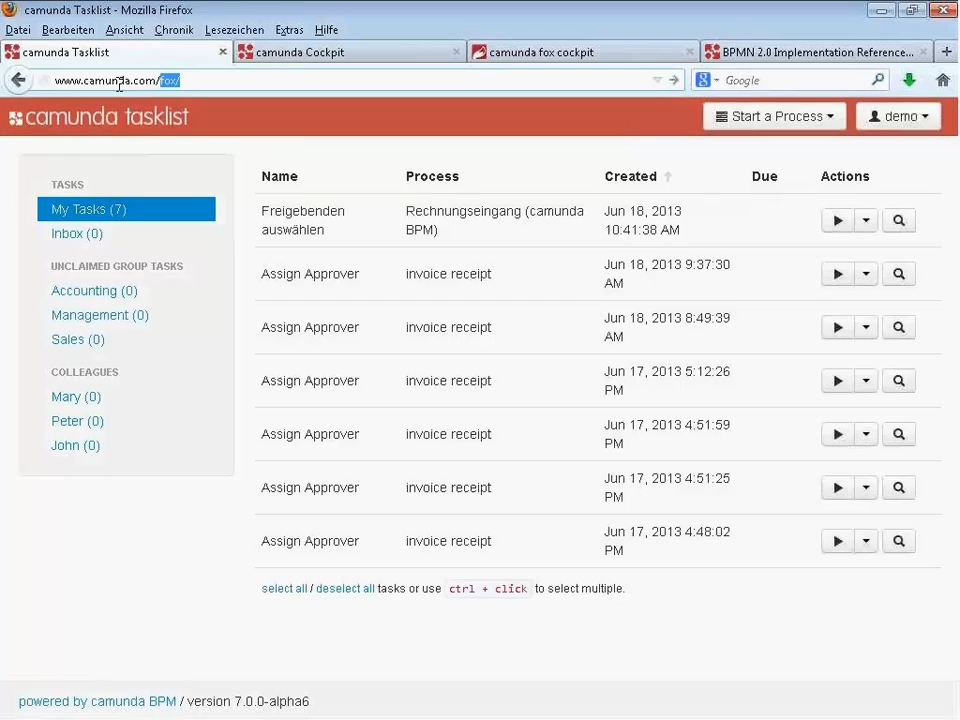 camunda Tasklist - Mozilla Firefox
Datei Bearbeiten Ansicht Chronik Lesezeichen Extras Hilfe
camunda Tasklist
camunda Cockpit
camunda fox cockpit
BPMN 2.0 Implementation Reference...
www.camunda.com/fox/
Google
camunda tasklist
Start a Process
demo
TASKS
My Tasks (7)
Inbox (0)
UNCLAIMED GROUP TASKS
Accounting (0)
Management (0)
Sales (0)
COLLEAGUES
Mary (0)
Peter (0)
John (0)
Name Process Created Due Actions
Freigebenden Rechnungseingang (camunda Jun 18, 2013
auswählen BPM) 10:41:38 AM
Assign Approver invoice receipt Jun 18, 2013 9:37:30
AM
Assign Approver invoice receipt Jun 18, 2013 8:49:39
AM
Assign Approver invoice receipt Jun 17, 2013 5:12:26
PM
Assign Approver invoice receipt Jun 17, 2013 4:51:59
PM
Assign Approver invoice receipt Jun 17, 2013 4:51:25
PM
Assign Approver invoice receipt Jun 17, 2013 4:48:02
PM
select all / deselect all tasks or use ctrl + click to select multiple.
powered by camunda BPM / version 7.0.0-alpha6